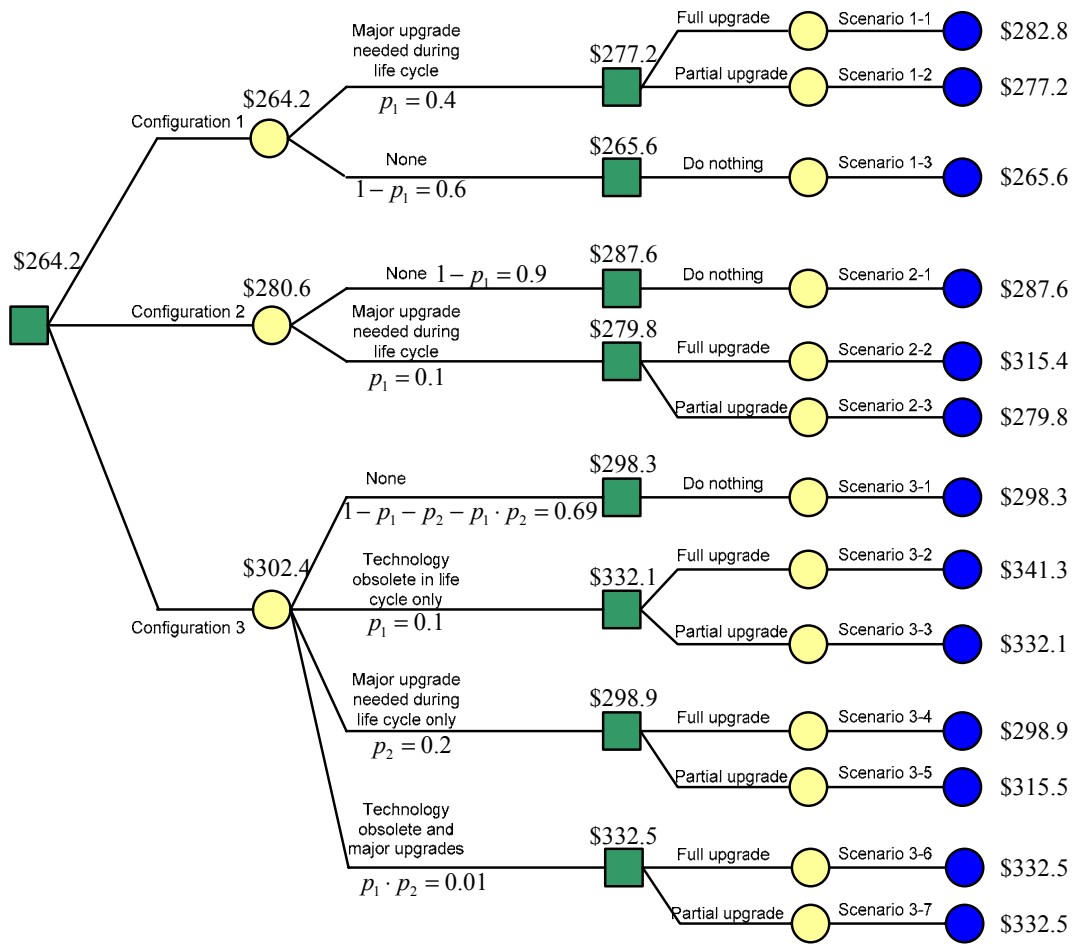 Major upgrade
needed during
life cycle
p₁ = 0.4
$264.2
Configuration 1
None
1 − p₁ = 0.6
$277.2
Full upgrade
Scenario 1-1
$282.8
Partial upgrade
Scenario 1-2
$277.2
$265.6
Do nothing
Scenario 1-3
$265.6
$264.2
$280.6
Configuration 2
None 1 − p₁ = 0.9
Major upgrade
needed during
life cycle
p₁ = 0.1
$287.6
Do nothing
Scenario 2-1
$287.6
$279.8
Full upgrade
Scenario 2-2
$315.4
Partial upgrade
Scenario 2-3
$279.8
None
1 − p₁ − p₂ − p₁ · p₂ = 0.69
$298.3
Do nothing
Scenario 3-1
$298.3
$302.4
Configuration 3
Technology
obsolete in life
cycle only
p₁ = 0.1
$332.1
Full upgrade
Scenario 3-2
$341.3
Partial upgrade
Scenario 3-3
$332.1
Major upgrade
needed during
life cycle only
p₂ = 0.2
$298.9
Full upgrade
Scenario 3-4
$298.9
Partial upgrade
Scenario 3-5
$315.5
Technology
obsolete and
major upgrades
p₁ · p₂ = 0.01
$332.5
Full upgrade
Scenario 3-6
$332.5
Partial upgrade
Scenario 3-7
$332.5